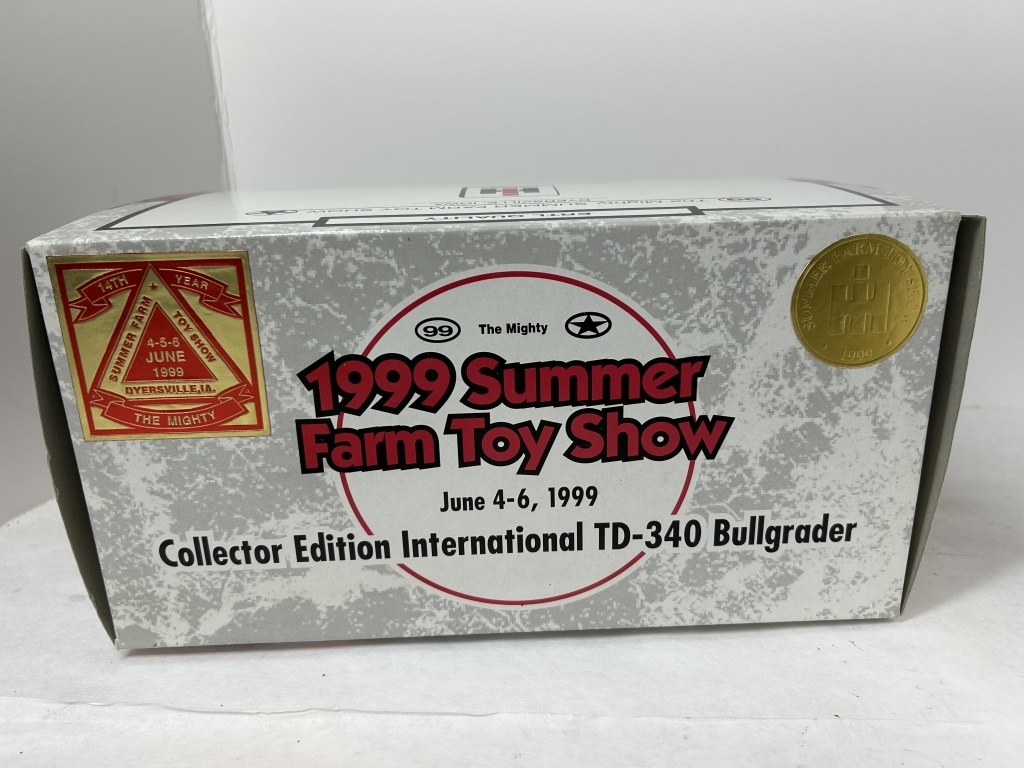 ERTL QUALITY
14TH YEAR
SUMMER FARM TOY SHOW
4-5-6
JUNE
1999
DYERSVILLE, IA.
THE MIGHTY
99 The Mighty
1999 Summer
Farm Toy Show
June 4-6, 1999
Collector Edition International TD-340 Bullgrader
SUMMER FARM TOY SHOW
1999